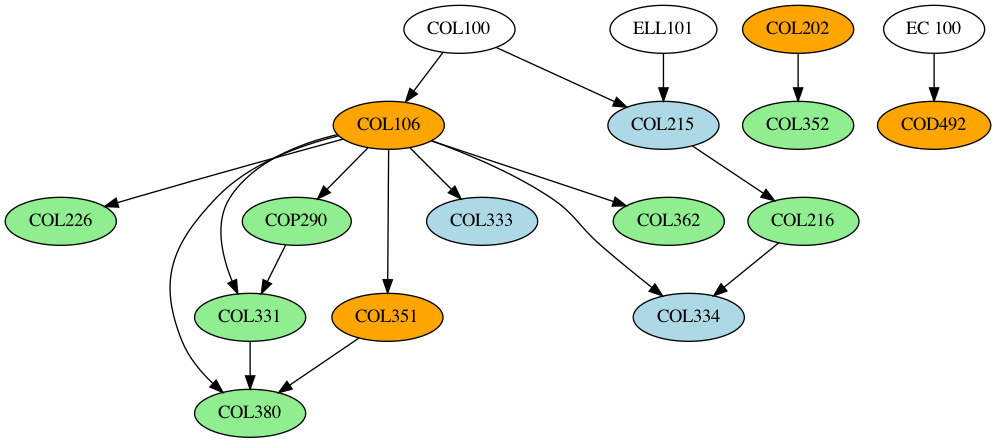 COL100
ELL101
COL202
EC 100
COL106
COL215
COL352
COD492
COL226
COP290
COL333
COL362
COL216
COL331
COL351
COL334
COL380